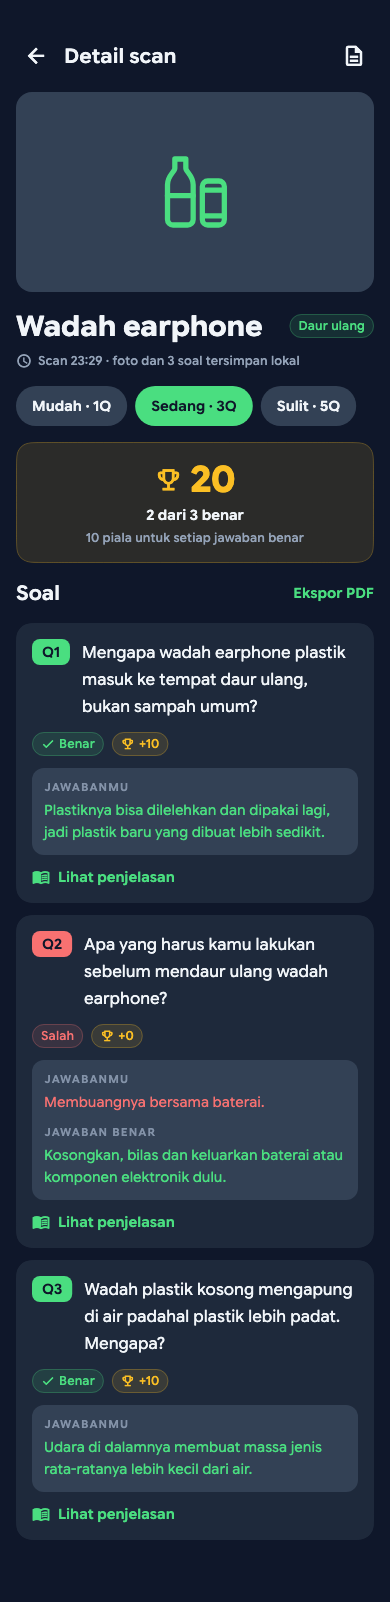 Detail scan
Wadah earphone
Daur ulang
Scan 23:29 · foto dan 3 soal tersimpan lokal
Mudah · 1Q
Sedang · 3Q
Sulit · 5Q
20
2 dari 3 benar
10 piala untuk setiap jawaban benar
Soal
Ekspor PDF
Q1
Mengapa wadah earphone plastik
masuk ke tempat daur ulang,
bukan sampah umum?
Benar
+10
JAWABANMU
Plastiknya bisa dilelehkan dan dipakai lagi,
jadi plastik baru yang dibuat lebih sedikit.
Lihat penjelasan
Q2
Apa yang harus kamu lakukan
sebelum mendaur ulang wadah
earphone?
Salah
+0
JAWABANMU
Membuangnya bersama baterai.
JAWABAN BENAR
Kosongkan, bilas dan keluarkan baterai atau
komponen elektronik dulu.
Lihat penjelasan
Q3
Wadah plastik kosong mengapung
di air padahal plastik lebih padat.
Mengapa?
Benar
+10
JAWABANMU
Udara di dalamnya membuat massa jenis
rata-ratanya lebih kecil dari air.
Lihat penjelasan